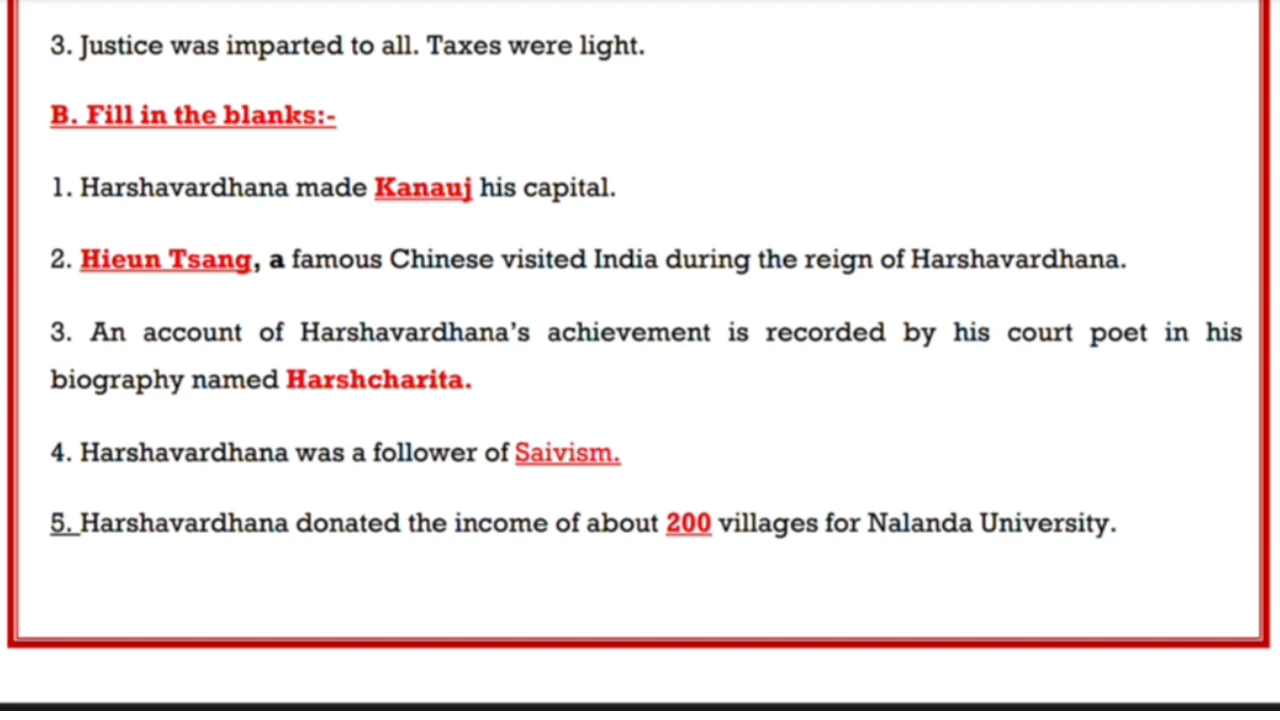 3. Justice was imparted to all. Taxes were light.
B. Fill in the blanks:-
1. Harshavardhana made Kanauj his capital.
2. Hieun Tsang, a famous Chinese visited India during the reign of Harshavardhana.
3. An account of Harshavardhana’s achievement is recorded by his court poet in his
biography named Harshcharita.
4. Harshavardhana was a follower of Saivism.
5. Harshavardhana donated the income of about 200 villages for Nalanda University.